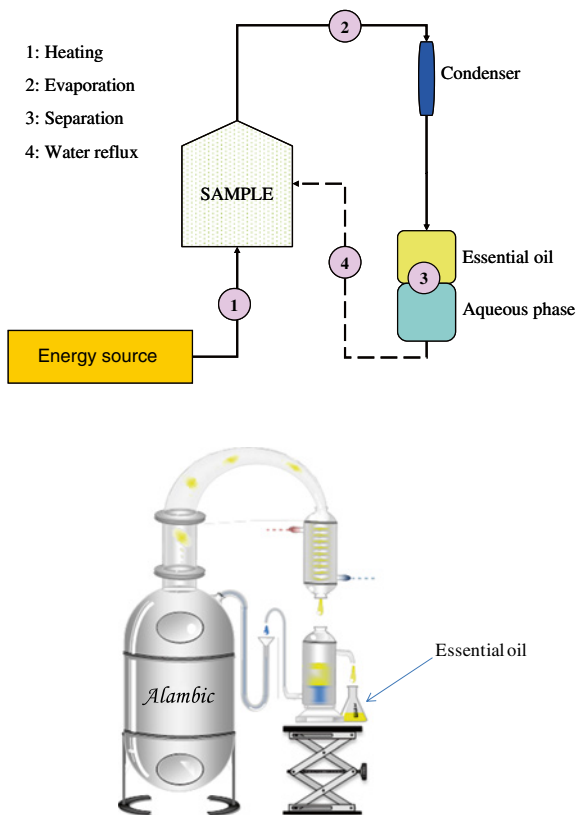 1: Heating
2: Evaporation
3: Separation
4: Water reflux
2
Condenser
SAMPLE
4
1
Essential oil
3
Aqueous phase
Energy source
Essential oil
Alambic